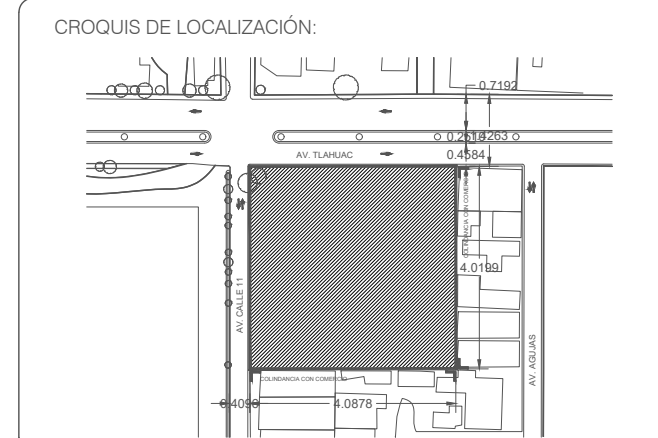 CROQUIS DE LOCALIZACIÓN:
0.7192
1.4263
0.4584
AV. TLAHUAC
COLINDANCIA CON COMERCIO
4.0199
AV. CALLE 11
AV. AGUJAS
COLINDANCIA CON COMERCIO
4.0878